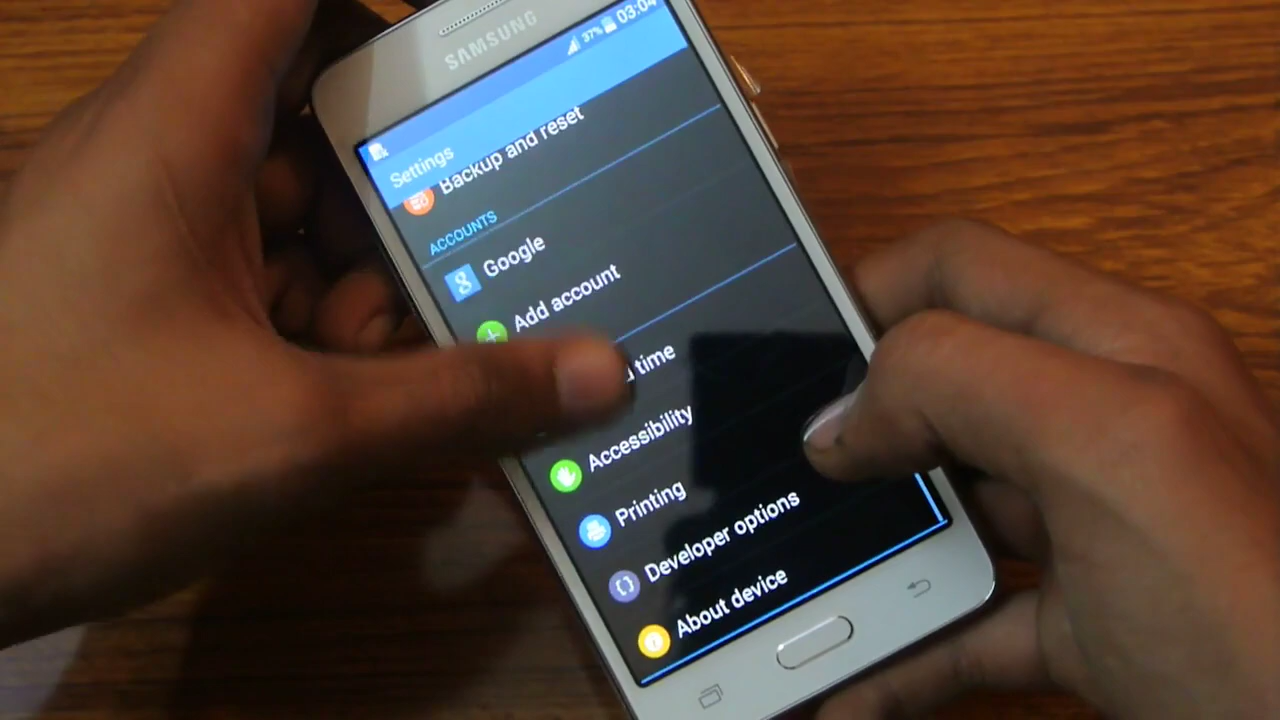 SAMSUNG
37% 03:04
Settings
Backup and reset
ACCOUNTS
Google
Add account
time
Accessibility
Printing
Developer options
About device